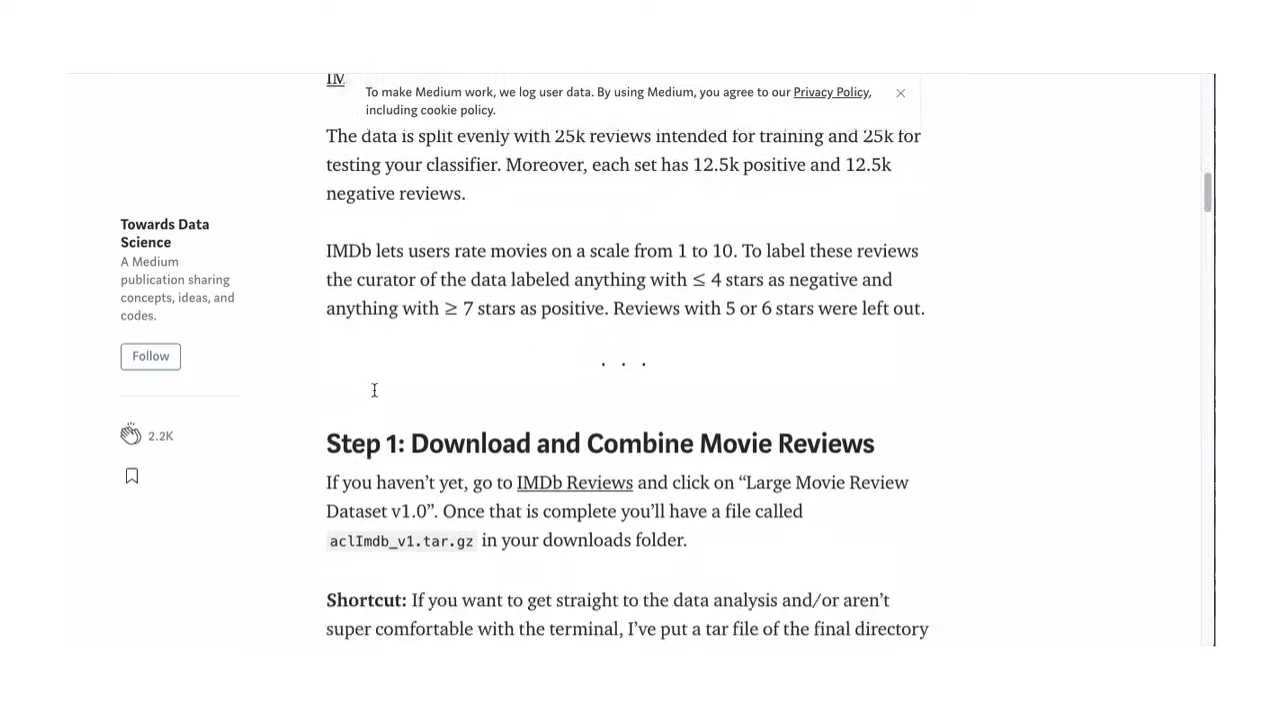 IM
To make Medium work, we log user data. By using Medium, you agree to our Privacy Policy,
including cookie policy.
The data is split evenly with 25k reviews intended for training and 25k for
testing your classifier. Moreover, each set has 12.5k positive and 12.5k
negative reviews.
Towards Data
Science
A Medium
publication sharing
concepts, ideas, and
codes.
Follow
2.2K
IMDb lets users rate movies on a scale from 1 to 10. To label these reviews
the curator of the data labeled anything with ≤ 4 stars as negative and
anything with ≥ 7 stars as positive. Reviews with 5 or 6 stars were left out.
. . .
Step 1: Download and Combine Movie Reviews
If you haven’t yet, go to IMDb Reviews and click on “Large Movie Review
Dataset v1.0”. Once that is complete you’ll have a file called
aclImdb_v1.tar.gz in your downloads folder.
Shortcut: If you want to get straight to the data analysis and/or aren’t
super comfortable with the terminal, I’ve put a tar file of the final directory